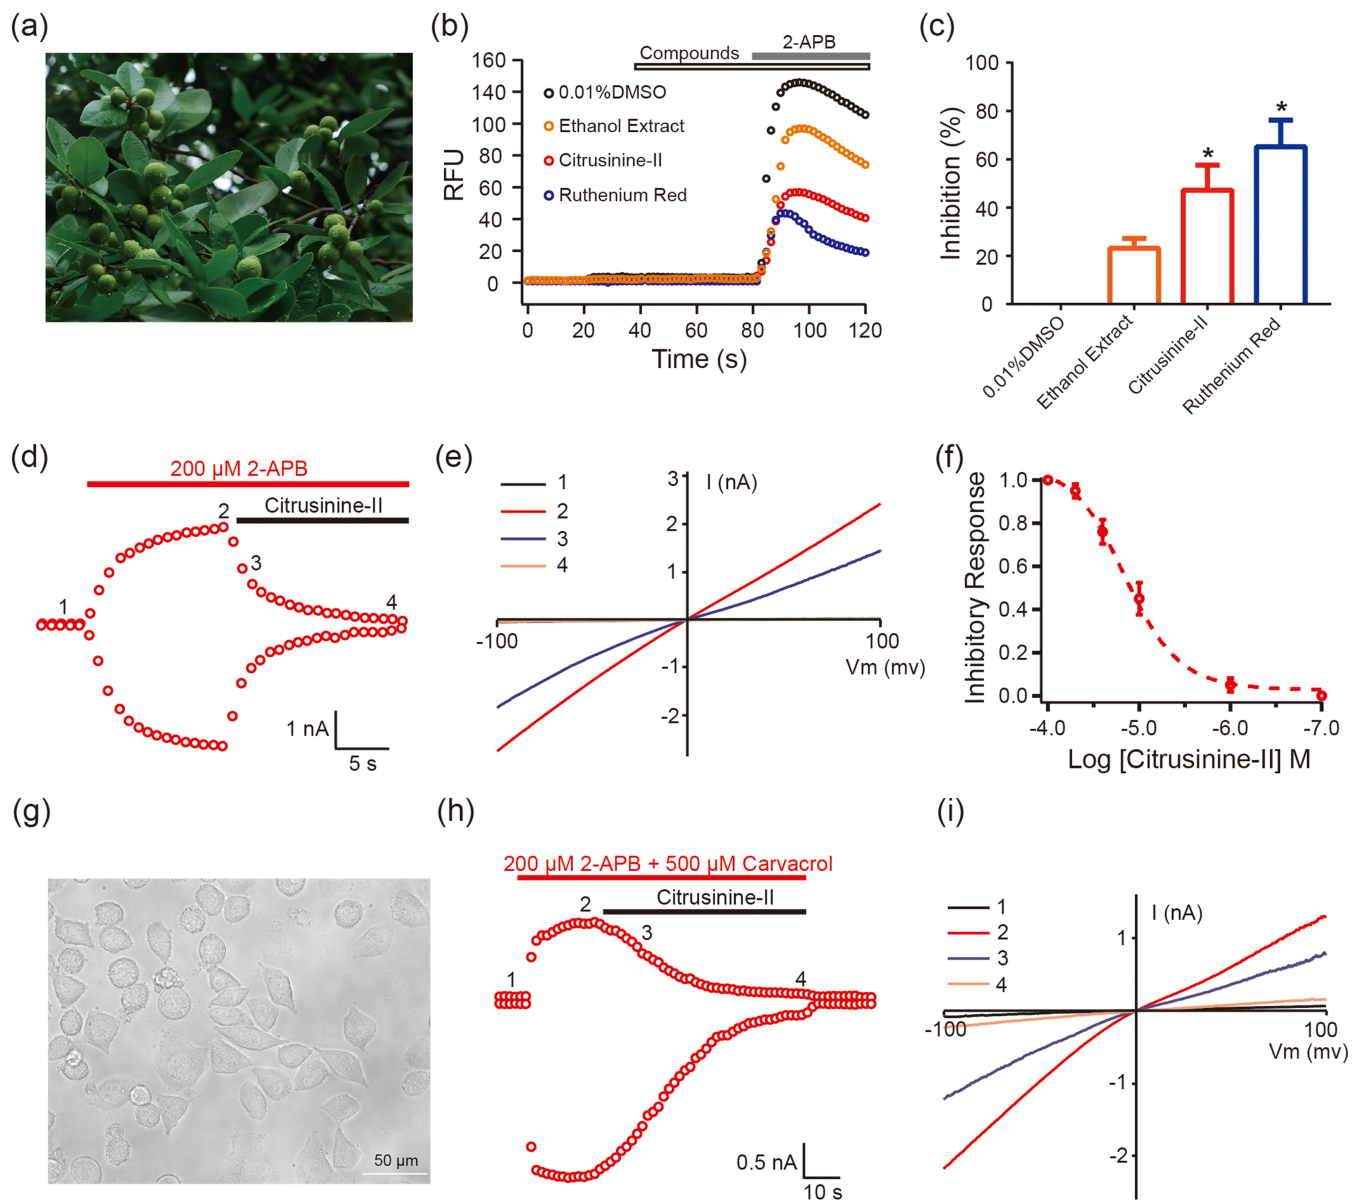 (a)
(b)
160
140
120
100
80
60
40
20
0
RFU
Compounds
2-APB
0.01%DMSO
Ethanol Extract
Citrusinine-II
Ruthenium Red
0 20 40 60 80 100 120
Time (s)
(c)
100
80
60
40
20
0
Inhibition (%)
*
*
0.01%DMSO
Ethanol Extract
Citrusinine-II
Ruthenium Red
(d)
200 µM 2-APB
Citrusinine-II
1
2
3
4
1 nA
5 s
(e)
1
2
3
4
3
2
1
-1
-2
I (nA)
-100
100
Vm (mv)
(f)
1.0
0.8
0.6
0.4
0.2
0.0
Inhibitory Response
-4.0 -5.0 -6.0 -7.0
Log [Citrusinine-II] M
(g)
50 µm
(h)
200 µM 2-APB + 500 µM Carvacrol
Citrusinine-II
1
2
3
4
0.5 nA
10 s
(i)
1
2
3
4
I (nA)
1
-1
-2
-100
100
Vm (mv)